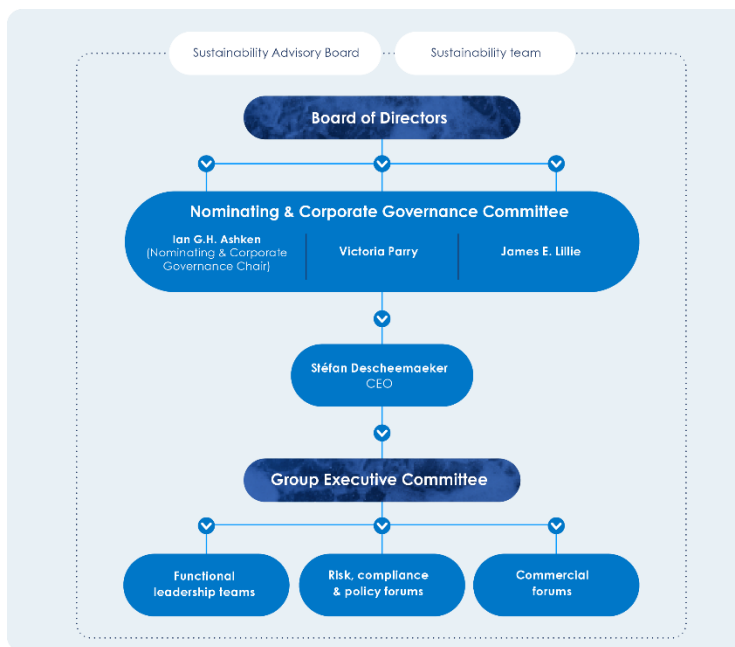 Sustainability Advisory Board
Sustainability team
Board of Directors
Nominating & Corporate Governance Committee
Ian G.H. Ashken
(Nominating & Corporate
Governance Chair)
Victoria Parry
James E. Lillie
Stéfan Descheemaeker
CEO
Group Executive Committee
Functional
leadership teams
Risk, compliance
& policy forums
Commercial
forums